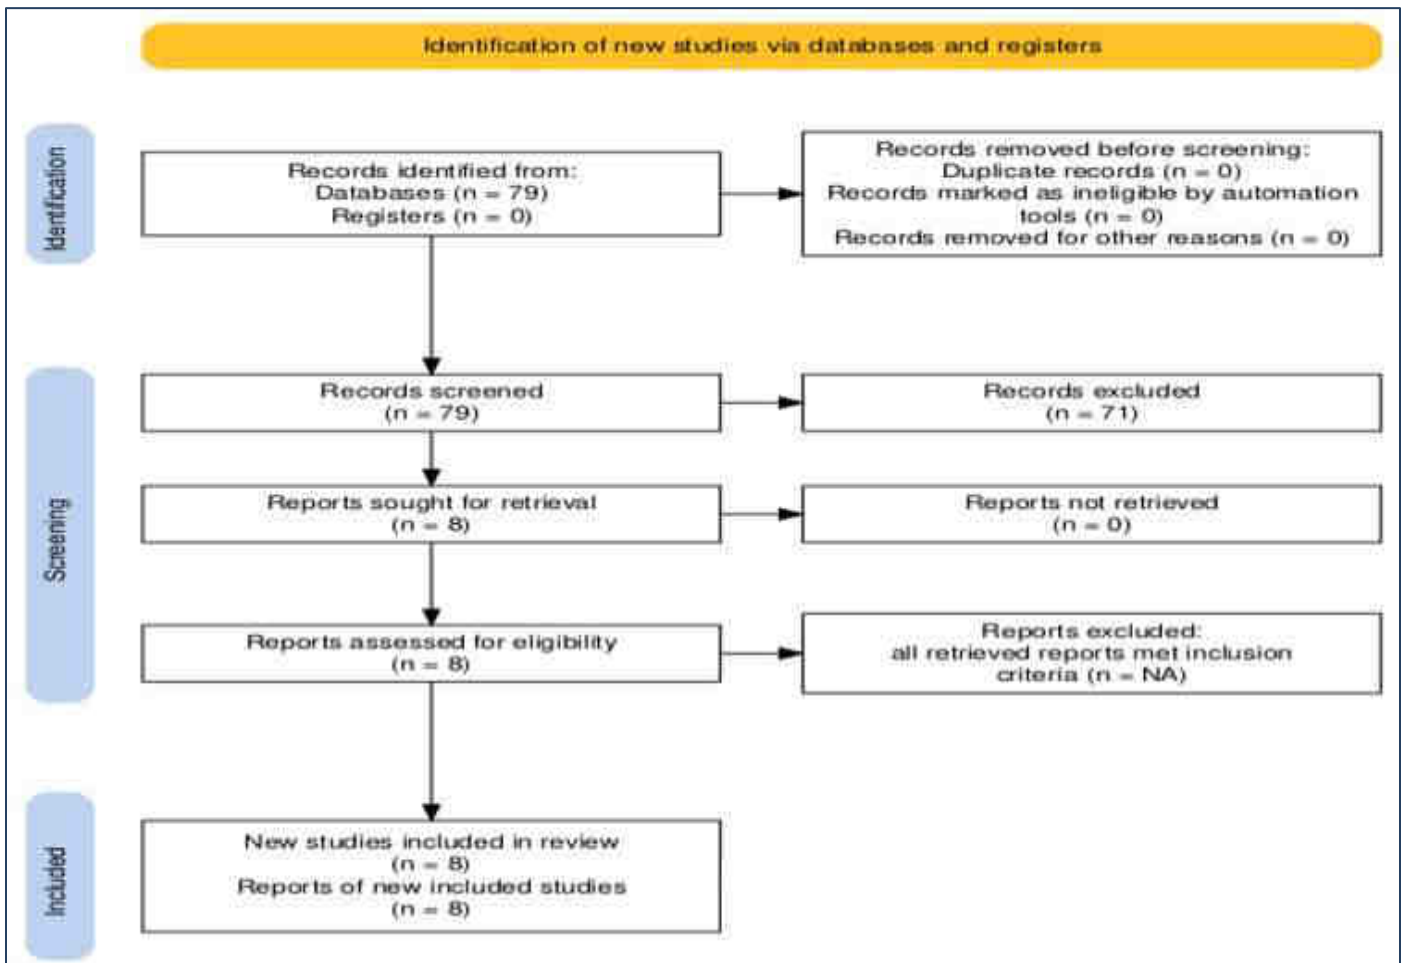 Identification of new studies via databases and registers
Identification
Records identified from:
Databases (n = 79)
Registers (n = 0)
Records removed before screening:
Duplicate records (n = 0)
Records marked as ineligible by automation
tools (n = 0)
Records removed for other reasons (n = 0)
Screening
Records screened
(n = 79)
Records excluded
(n = 71)
Reports sought for retrieval
(n = 8)
Reports not retrieved
(n = 0)
Reports assessed for eligibility
(n = 8)
Reports excluded:
all retrieved reports met inclusion
criteria (n = NA)
Included
New studies included in review
(n = 8)
Reports of new included studies
(n = 8)